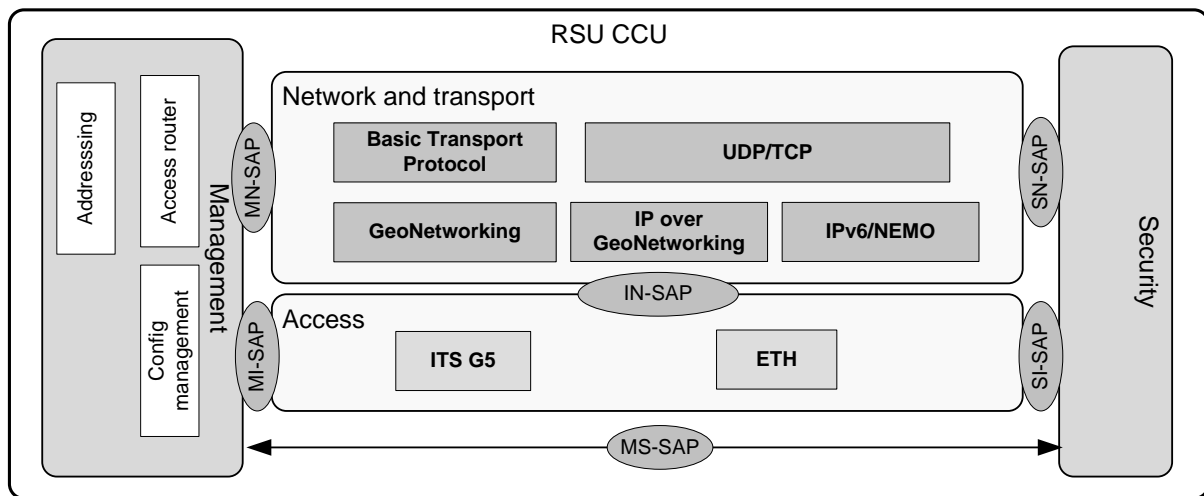 RSU CCU
Addresssing
Access router
Config
management
Management
MN-SAP
MI-SAP
Network and transport
Basic Transport
Protocol
UDP/TCP
GeoNetworking
IP over
GeoNetworking
IPv6/NEMO
IN-SAP
Access
ITS G5
ETH
MS-SAP
SN-SAP
SI-SAP
Security